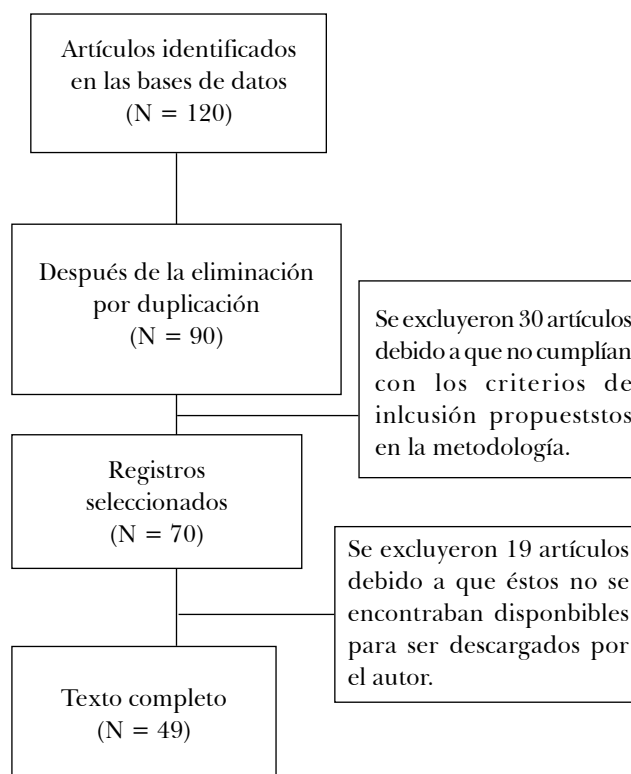 Artículos identificados
en las bases de datos
(N = 120)
Después de la eliminación
por duplicación
(N = 90)
Se excluyeron 30 artículos
debido a que no cumplían
con los criterios de
inlcusión propueststos
en la metodología.
Registros
seleccionados
(N = 70)
Se excluyeron 19 artículos
debido a que éstos no se
encontraban disponbibles
para ser descargados por
el autor.
Texto completo
(N = 49)